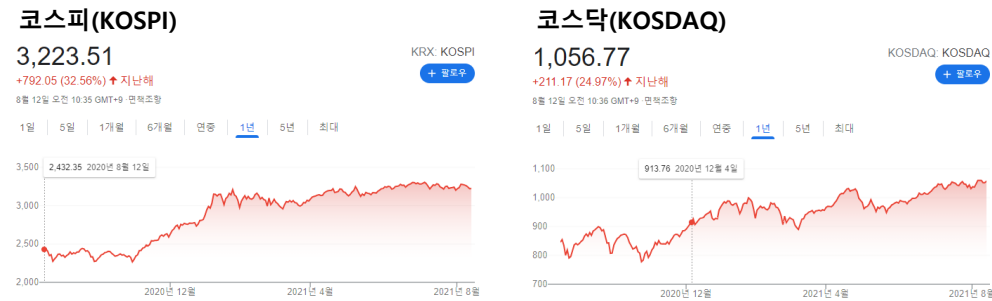 코스피(KOSPI)
3,223.51
KRX: KOSPI
+792.05 (32.56%) ↑ 지난해
+ 팔로우
8월 12일 오전 10:35 GMT+9 · 면책조항
1일 5일 1개월 6개월 연중 1년 5년 최대
2,432.35 2020년 8월 12일
3,500
3,000
2,500
2,000
2020년 12월 2021년 4월 2021년 8월
코스닥(KOSDAQ)
1,056.77
KOSDAQ: KOSDAQ
+211.17 (24.97%) ↑ 지난해
+ 팔로우
8월 12일 오전 10:36 GMT+9 · 면책조항
1일 5일 1개월 6개월 연중 1년 5년 최대
913.76 2020년 12월 4일
1,100
1,000
900
800
700
2020년 12월 2021년 4월 2021년 8월